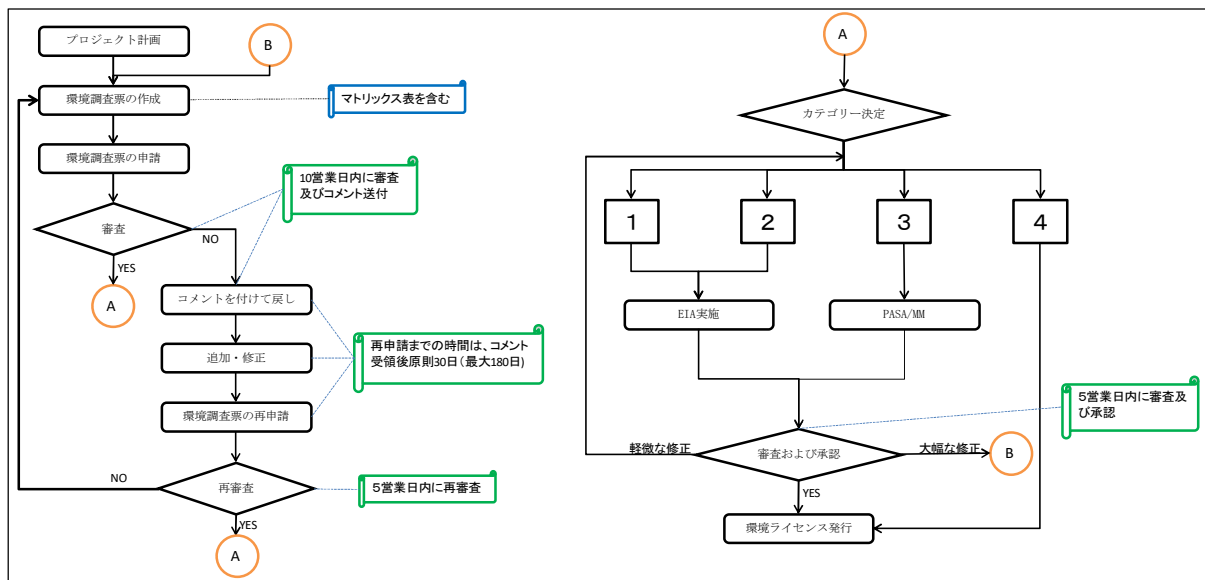 プロジェクト計画
B
環境調査票の作成
マトリックス表を含む
環境調査票の申請
10営業日内に審査
及びコメント送付
審査
NO
YES
A
コメントを付けて戻し
追加・修正
再申請までの時間は、コメント
受領後原則30日(最大180日)
環境調査票の再申請
NO
再審査
5営業日内に再審査
YES
A
A
カテゴリー決定
1
2
3
4
EIA実施
PASA/MM
5営業日内に審査及
び承認
軽微な修正
審査および承認
大幅な修正
B
YES
環境ライセンス発行